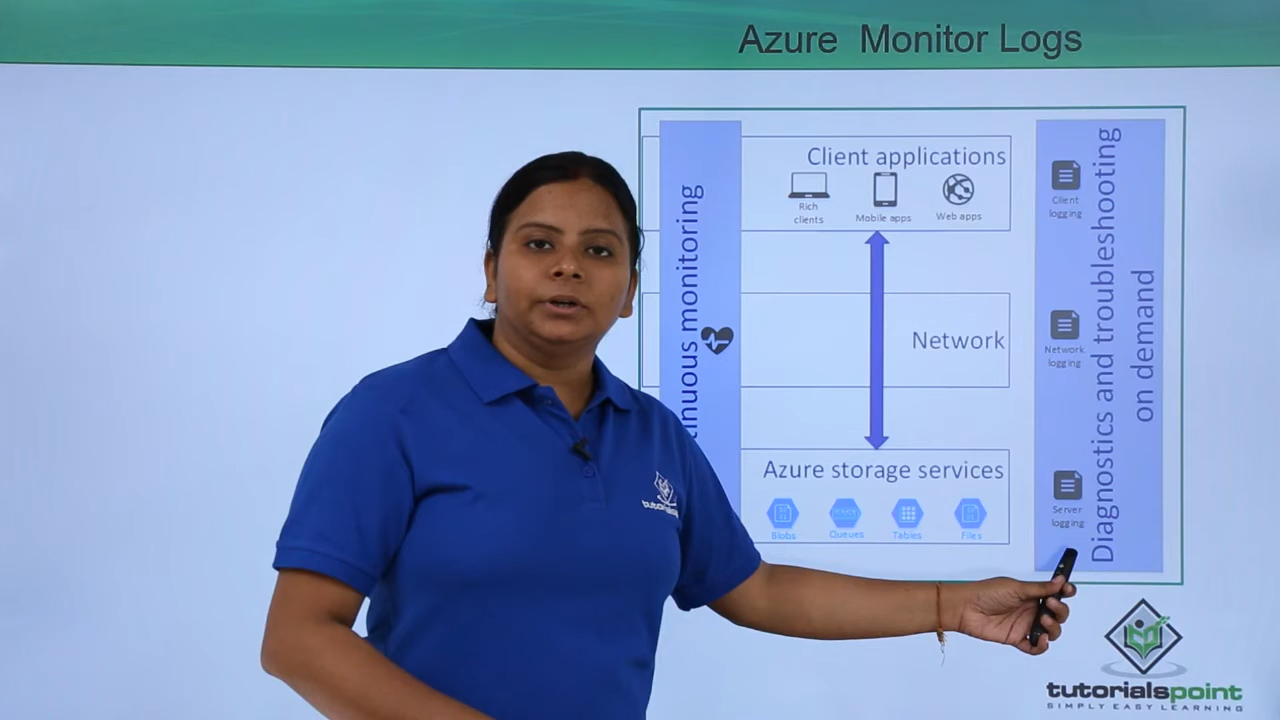 Azure Monitor Logs
Client applications
Rich
clients
Mobile apps
Web apps
Network
Azure storage services
Blobs
Queues
Tables
Files
monitoring
Client
logging
Network
logging
Server
logging
Diagnostics and troubleshooting
on demand
tutorialspoint
SIMPLY EASY LEARNING